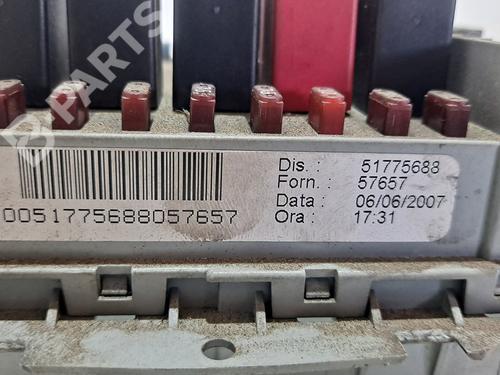 B-PARTS
Dis. : 51775688
Forn. : 57657
Data : 06/06/2007
Ora : 17:31
0051775688057657